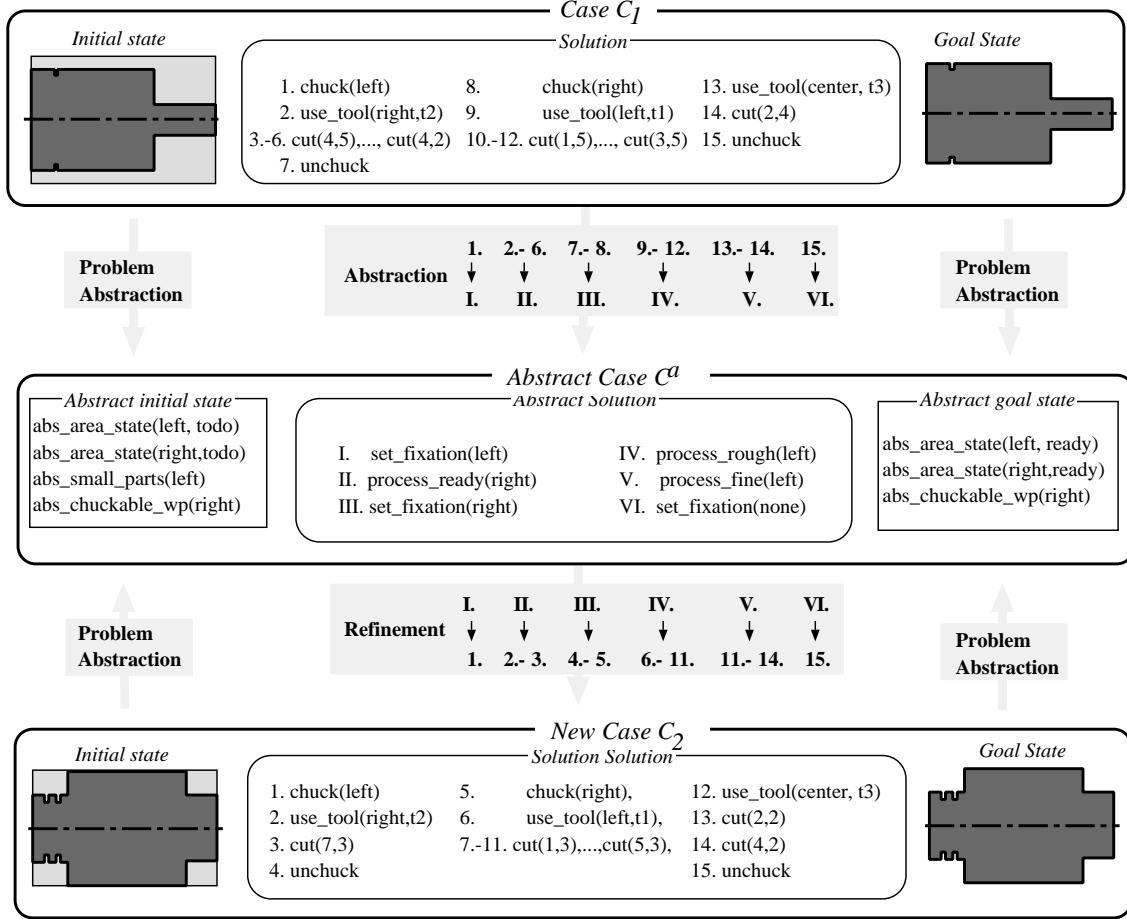 Case C1
Initial state
Solution
Goal State
1. chuck(left)
2. use_tool(right,t2)
3.-6. cut(4,5),..., cut(4,2)
7. unchuck
8. chuck(right)
9. use_tool(left,t1)
10.-12. cut(1,5),..., cut(3,5)
13. use_tool(center, t3)
14. cut(2,4)
15. unchuck
Problem
Abstraction
Abstraction
1. 2.- 6. 7.- 8. 9.- 12. 13.- 14. 15.
I. II. III. IV. V. VI.
Problem
Abstraction
Abstract Case Ca
Abstract initial state
abs_area_state(left, todo)
abs_area_state(right,todo)
abs_small_parts(left)
abs_chuckable_wp(right)
Abstract Solution
I. set_fixation(left)
II. process_ready(right)
III. set_fixation(right)
IV. process_rough(left)
V. process_fine(left)
VI. set_fixation(none)
Abstract goal state
abs_area_state(left, ready)
abs_area_state(right,ready)
abs_chuckable_wp(right)
Problem
Abstraction
Refinement
I. II. III. IV. V. VI.
1. 2.- 3. 4.- 5. 6.- 11. 11.- 14. 15.
Problem
Abstraction
New Case C2
Initial state
Solution Solution
Goal State
1. chuck(left)
2. use_tool(right,t2)
3. cut(7,3)
4. unchuck
5. chuck(right),
6. use_tool(left,t1),
7.-11. cut(1,3),...,cut(5,3),
12. use_tool(center, t3)
13. cut(2,2)
14. cut(4,2)
15. unchuck